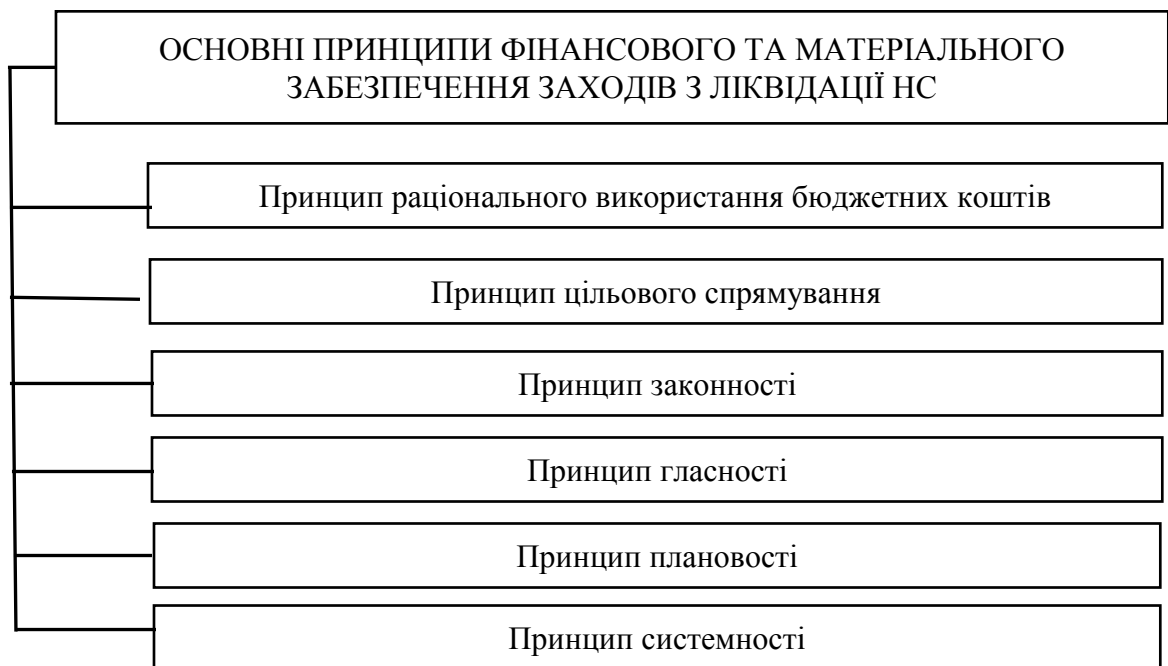 ОСНОВНІ ПРИНЦИПИ ФІНАНСОВОГО ТА МАТЕРІАЛЬНОГО
ЗАБЕЗПЕЧЕННЯ ЗАХОДІВ З ЛІКВІДАЦІЇ НС
Принцип раціонального використання бюджетних коштів
Принцип цільового спрямування
Принцип законності
Принцип гласності
Принцип плановості
Принцип системності